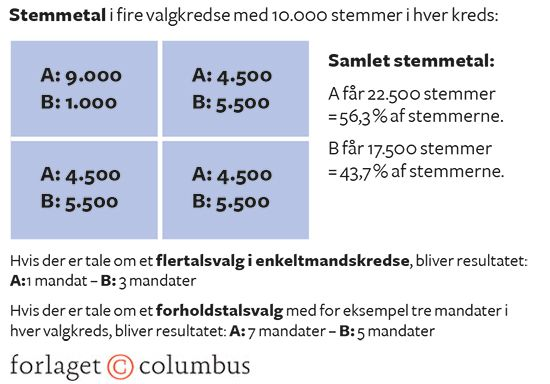 Stemmetal i fire valgkredse med 10.000 stemmer i hver kreds:
A: 9.000
B: 1.000
A: 4.500
B: 5.500
A: 4.500
B: 5.500
A: 4.500
B: 5.500
Samlet stemmetal:
A får 22.500 stemmer
= 56,3 % af stemmerne.
B får 17.500 stemmer
= 43,7 % af stemmerne.
Hvis der er tale om et flertalsvalg i enkeltmandskredse, bliver resultatet:
A: 1 mandat – B: 3 mandater
Hvis der er tale om et forholdstalsvalg med for eksempel tre mandater i
hver valgkreds, bliver resultatet: A: 7 mandater – B: 5 mandater
forlaget © columbus